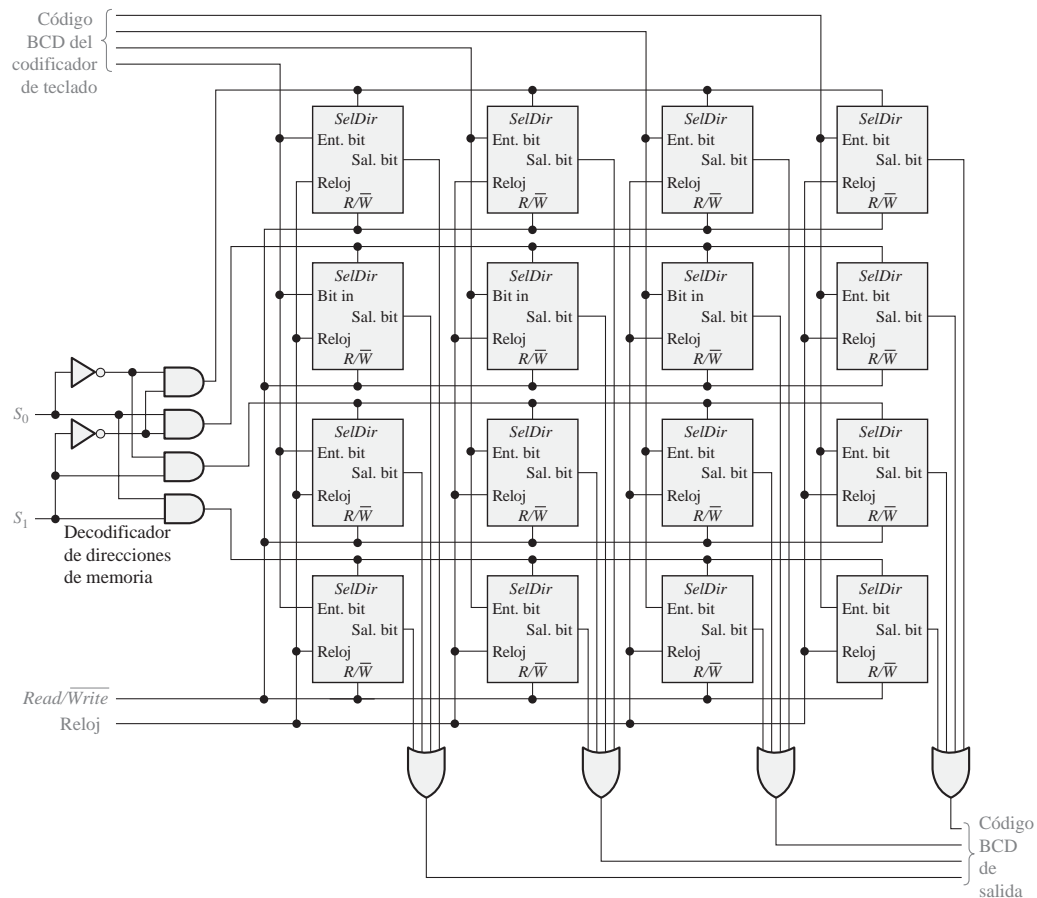 Código
BCD del
codificador
de teclado
SelDir
Ent. bit
Sal. bit
Reloj
R/W̅
SelDir
Ent. bit
Sal. bit
Reloj
R/W̅
SelDir
Ent. bit
Sal. bit
Reloj
R/W̅
SelDir
Ent. bit
Sal. bit
Reloj
R/W̅
SelDir
Bit in
Sal. bit
Reloj
R/W̅
SelDir
Bit in
Sal. bit
Reloj
R/W̅
SelDir
Bit in
Sal. bit
Reloj
R/W̅
SelDir
Ent. bit
Sal. bit
Reloj
R/W̅
S₀
S₁
Decodificador
de direcciones
de memoria
SelDir
Ent. bit
Sal. bit
Reloj
R/W̅
SelDir
Ent. bit
Sal. bit
Reloj
R/W̅
SelDir
Ent. bit
Sal. bit
Reloj
R/W̅
SelDir
Ent. bit
Sal. bit
Reloj
R/W̅
SelDir
Ent. bit
Sal. bit
Reloj
R/W̅
SelDir
Ent. bit
Sal. bit
Reloj
R/W̅
SelDir
Ent. bit
Sal. bit
Reloj
R/W̅
SelDir
Ent. bit
Sal. bit
Reloj
R/W̅
Read/W̅r̅i̅t̅e̅
Reloj
Código
BCD
de
salida